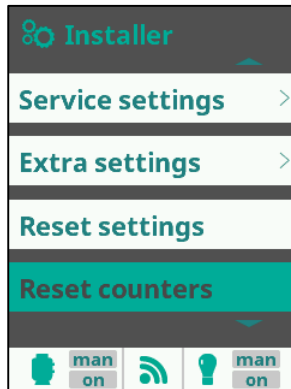 Installer
Service settings
Extra settings
Reset settings
Reset counters
man
on
man
on